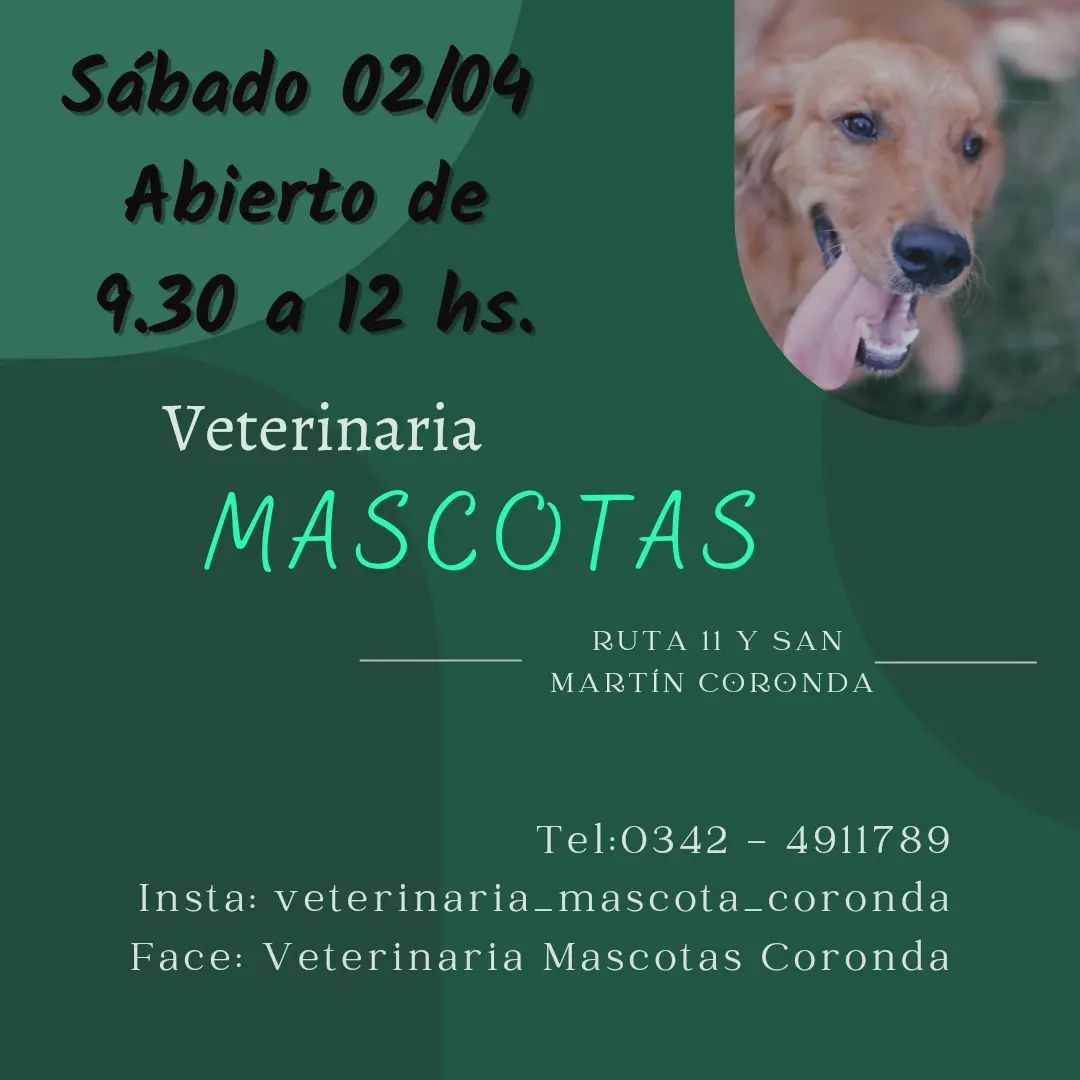 Sábado 02/04
Abierto de
9.30 a 12 hs.
Veterinaria
MASCOTAS
RUTA 11 Y SAN
MARTÍN CORONDA
Tel:0342 - 4911789
Insta: veterinaria_mascota_coronda
Face: Veterinaria Mascotas Coronda